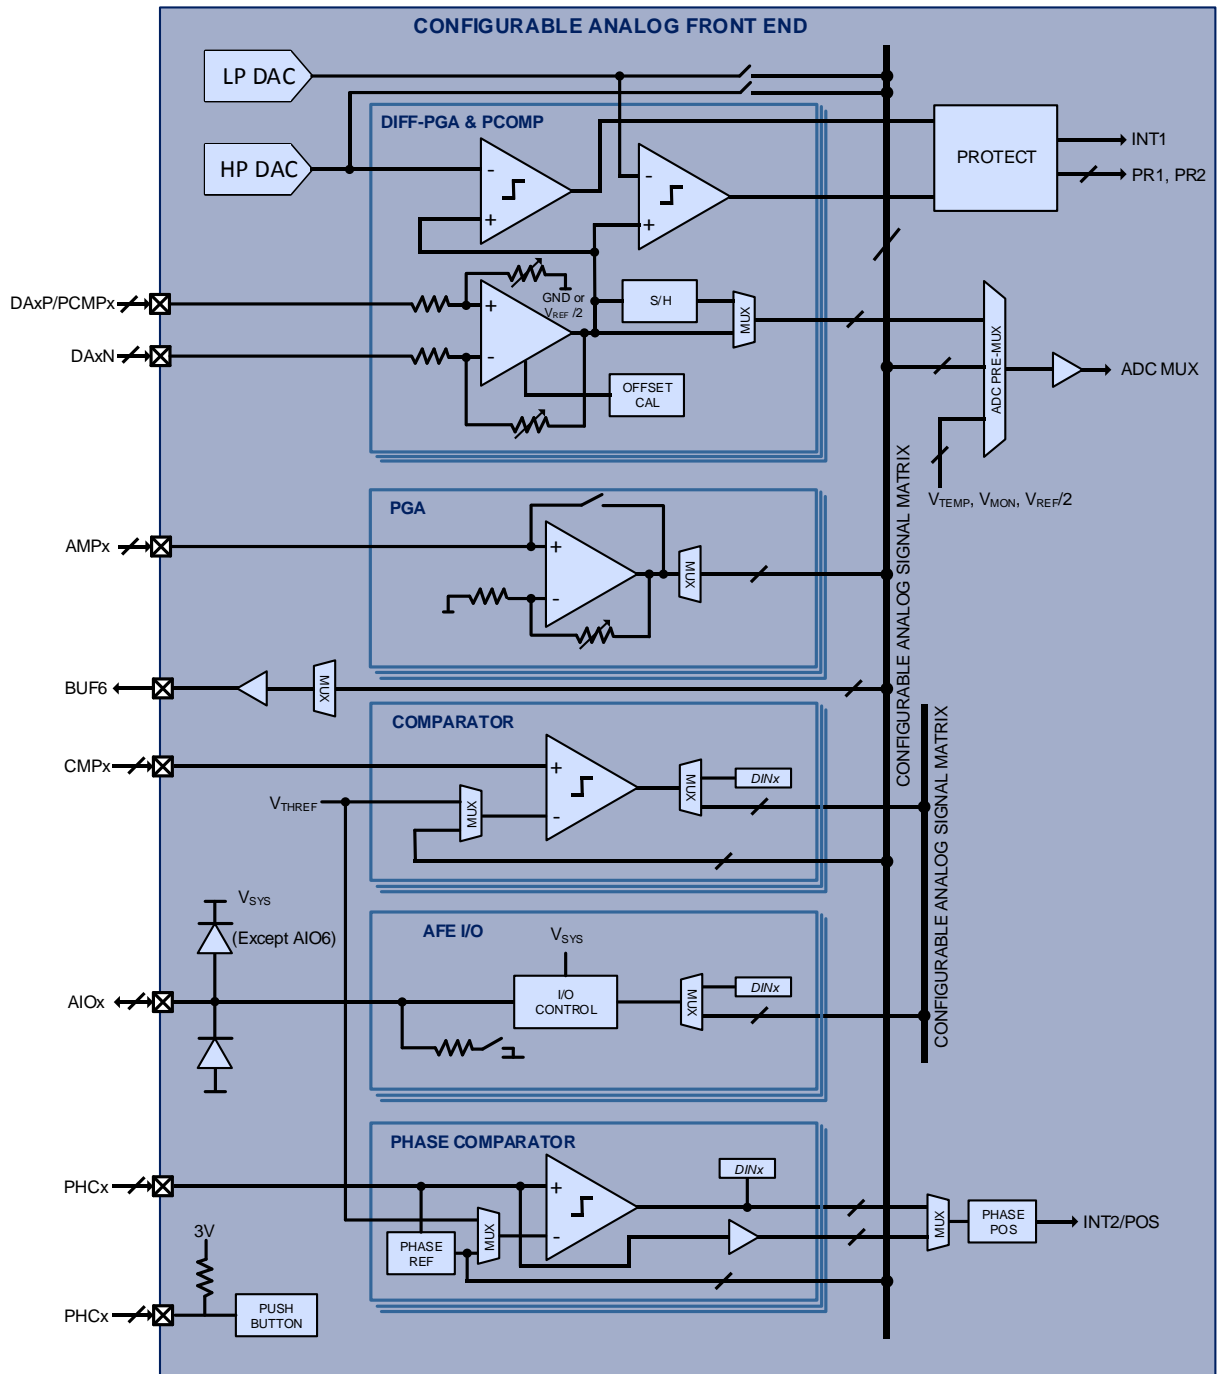 CONFIGURABLE ANALOG FRONT END
LP DAC
HP DAC
DIFF-PGA & PCOMP
-
+
-
+
PROTECT
INT1
PR1, PR2
DAxP/PCMPx
DAxN
+
-
GND or
VREF /2
S/H
MUX
OFFSET
CAL
ADC PRE-MUX
ADC MUX
VTEMP, VMON, VREF/2
CONFIGURABLE ANALOG SIGNAL MATRIX
PGA
AMPx
+
-
MUX
BUF6
MUX
COMPARATOR
CMPx
VTHREF
MUX
+
-
MUX
DINx
CONFIGURABLE ANALOG SIGNAL MATRIX
AFE I/O
VSYS
(Except AIO6)
AIOx
VSYS
I/O
CONTROL
MUX
DINx
PHASE COMPARATOR
PHCx
PHASE
REF
MUX
+
-
DINx
MUX
PHASE
POS
INT2/POS
3V
PHCx
PUSH
BUTTON